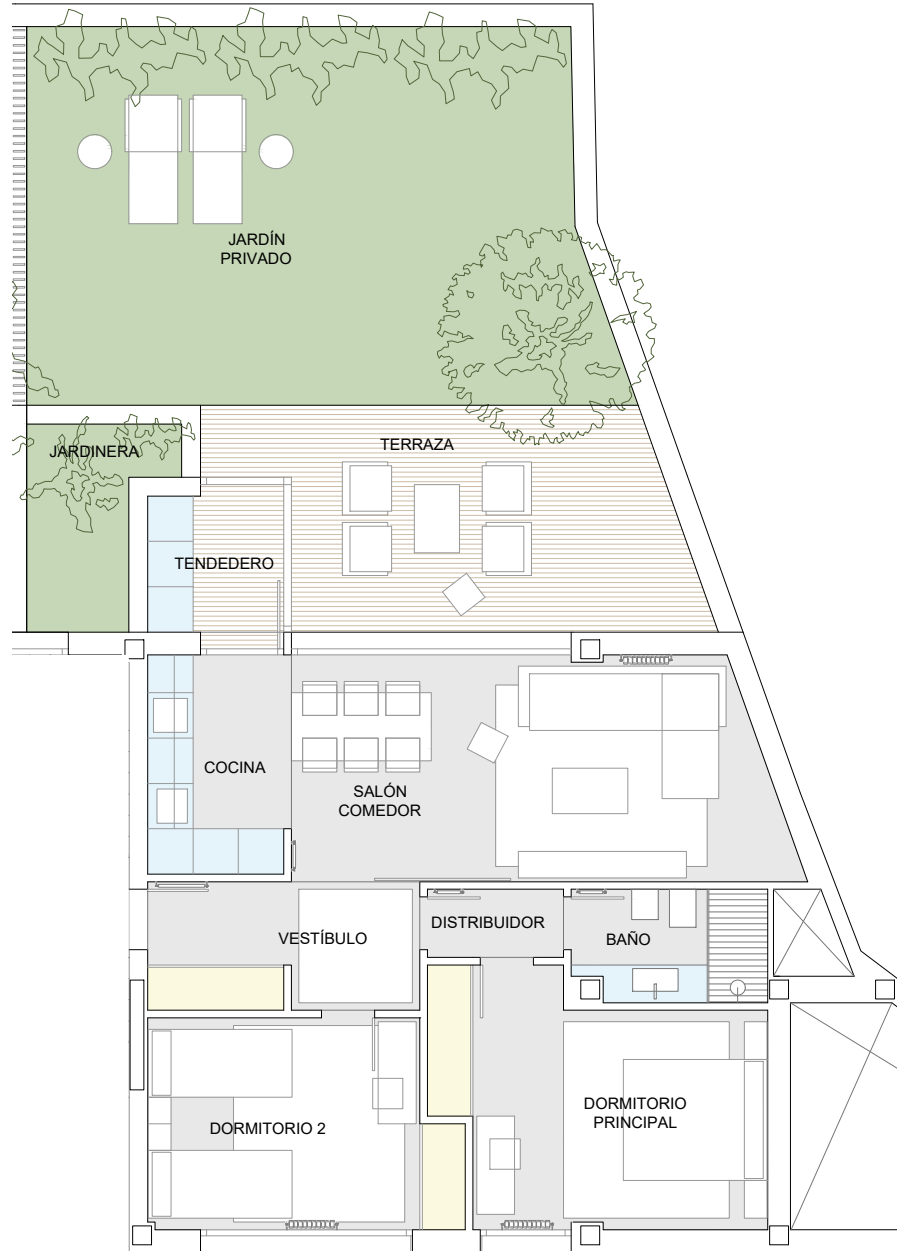 JARDÍN
PRIVADO
JARDINERA
TERRAZA
TENDEDERO
COCINA
SALÓN
COMEDOR
VESTÍBULO
DISTRIBUIDOR
BAÑO
DORMITORIO 2
DORMITORIO
PRINCIPAL